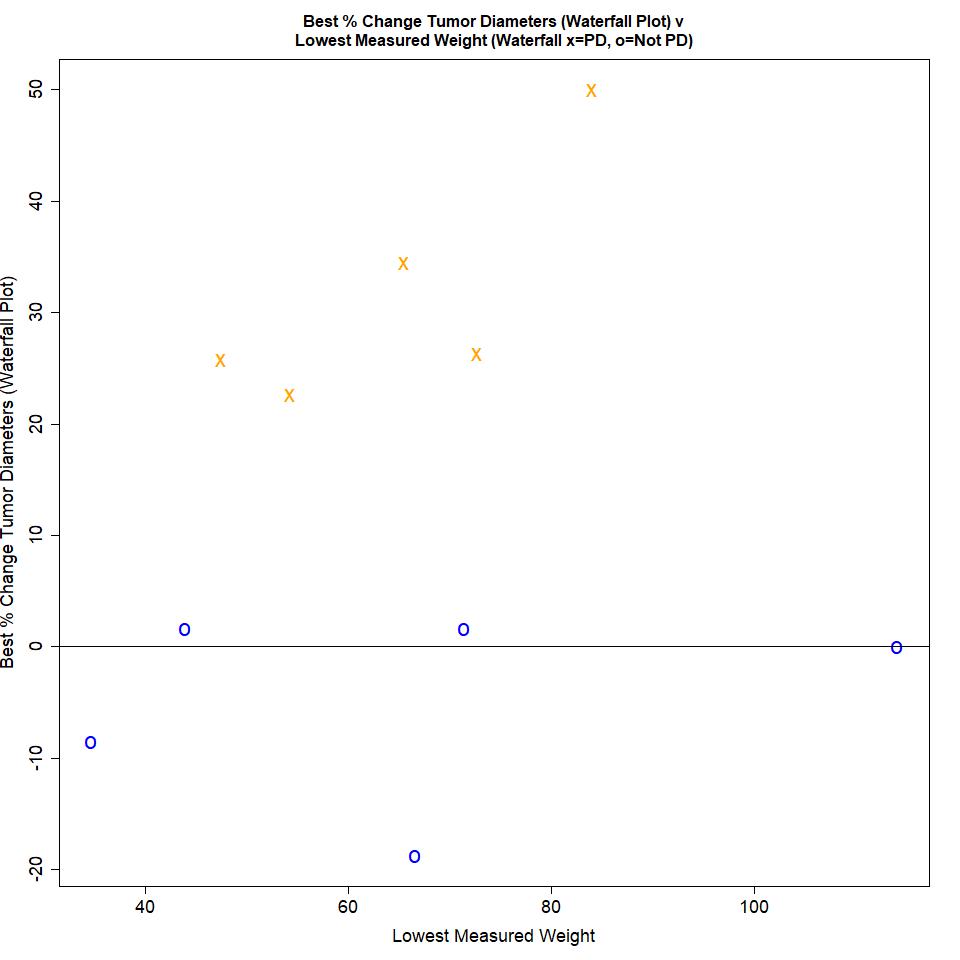 Best % Change Tumor Diameters (Waterfall Plot) v
Lowest Measured Weight (Waterfall x=PD, o=Not PD)
Best % Change Tumor Diameters (Waterfall Plot)
50
40
30
20
10
0
-10
-20
X
X
X
X
X
O
O
O
O
O
40 60 80 100
Lowest Measured Weight